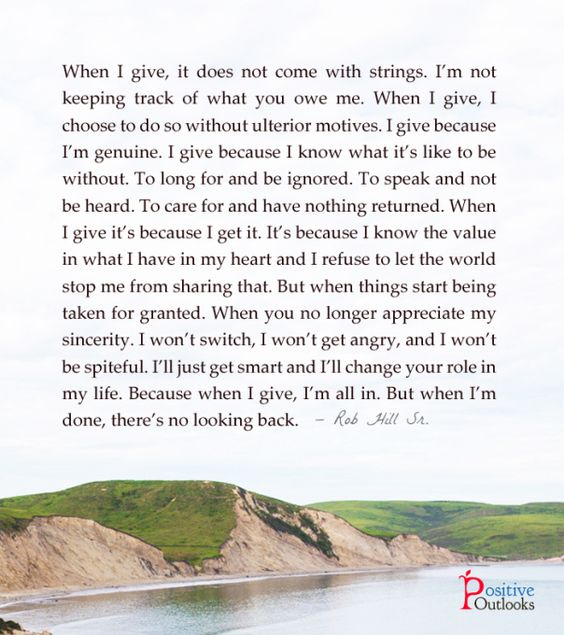 When I give, it does not come with strings. I’m not
keeping track of what you owe me. When I give, I
choose to do so without ulterior motives. I give because
I’m genuine. I give because I know what it’s like to be
without. To long for and be ignored. To speak and not
be heard. To care for and have nothing returned. When
I give it’s because I get it. It’s because I know the value
in what I have in my heart and I refuse to let the world
stop me from sharing that. But when things start being
taken for granted. When you no longer appreciate my
sincerity. I won’t switch, I won’t get angry, and I won’t
be spiteful. I’ll just get smart and I’ll change your role in
my life. Because when I give, I’m all in. But when I’m
done, there’s no looking back. – Rob Hill Sr.
Positive
Outlooks